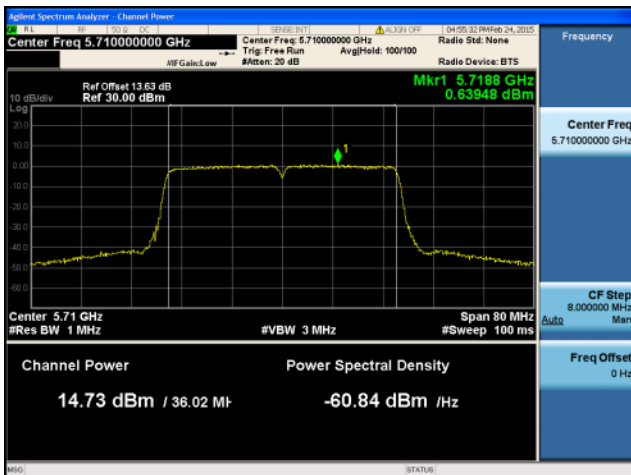 Agilent Spectrum Analyzer - Channel Power
RL RF 50 Ω DC SENSE:INT ALIGN OFF 04:55:32 PM Feb 24, 2015
Center Freq 5.710000000 GHz
Center Freq: 5.710000000 GHz Radio Std: None
Trig: Free Run Avg|Hold: 100/100
#IFGain:Low #Atten: 20 dB Radio Device: BTS
Frequency
Mkr1 5.7188 GHz
0.63948 dBm
Ref Offset 13.63 dB
10 dB/div Ref 30.00 dBm
Log
20.0
10.0
0.00
-10.0
-20.0
-30.0
-40.0
-50.0
-60.0
1
Center 5.71 GHz Span 80 MHz
#Res BW 1 MHz #VBW 3 MHz #Sweep 100 ms
Center Freq
5.710000000 GHz
CF Step
8.000000 MHz
Auto Man
Freq Offset
0 Hz
Channel Power Power Spectral Density
14.73 dBm / 36.02 MH -60.84 dBm /Hz
MSG STATUS